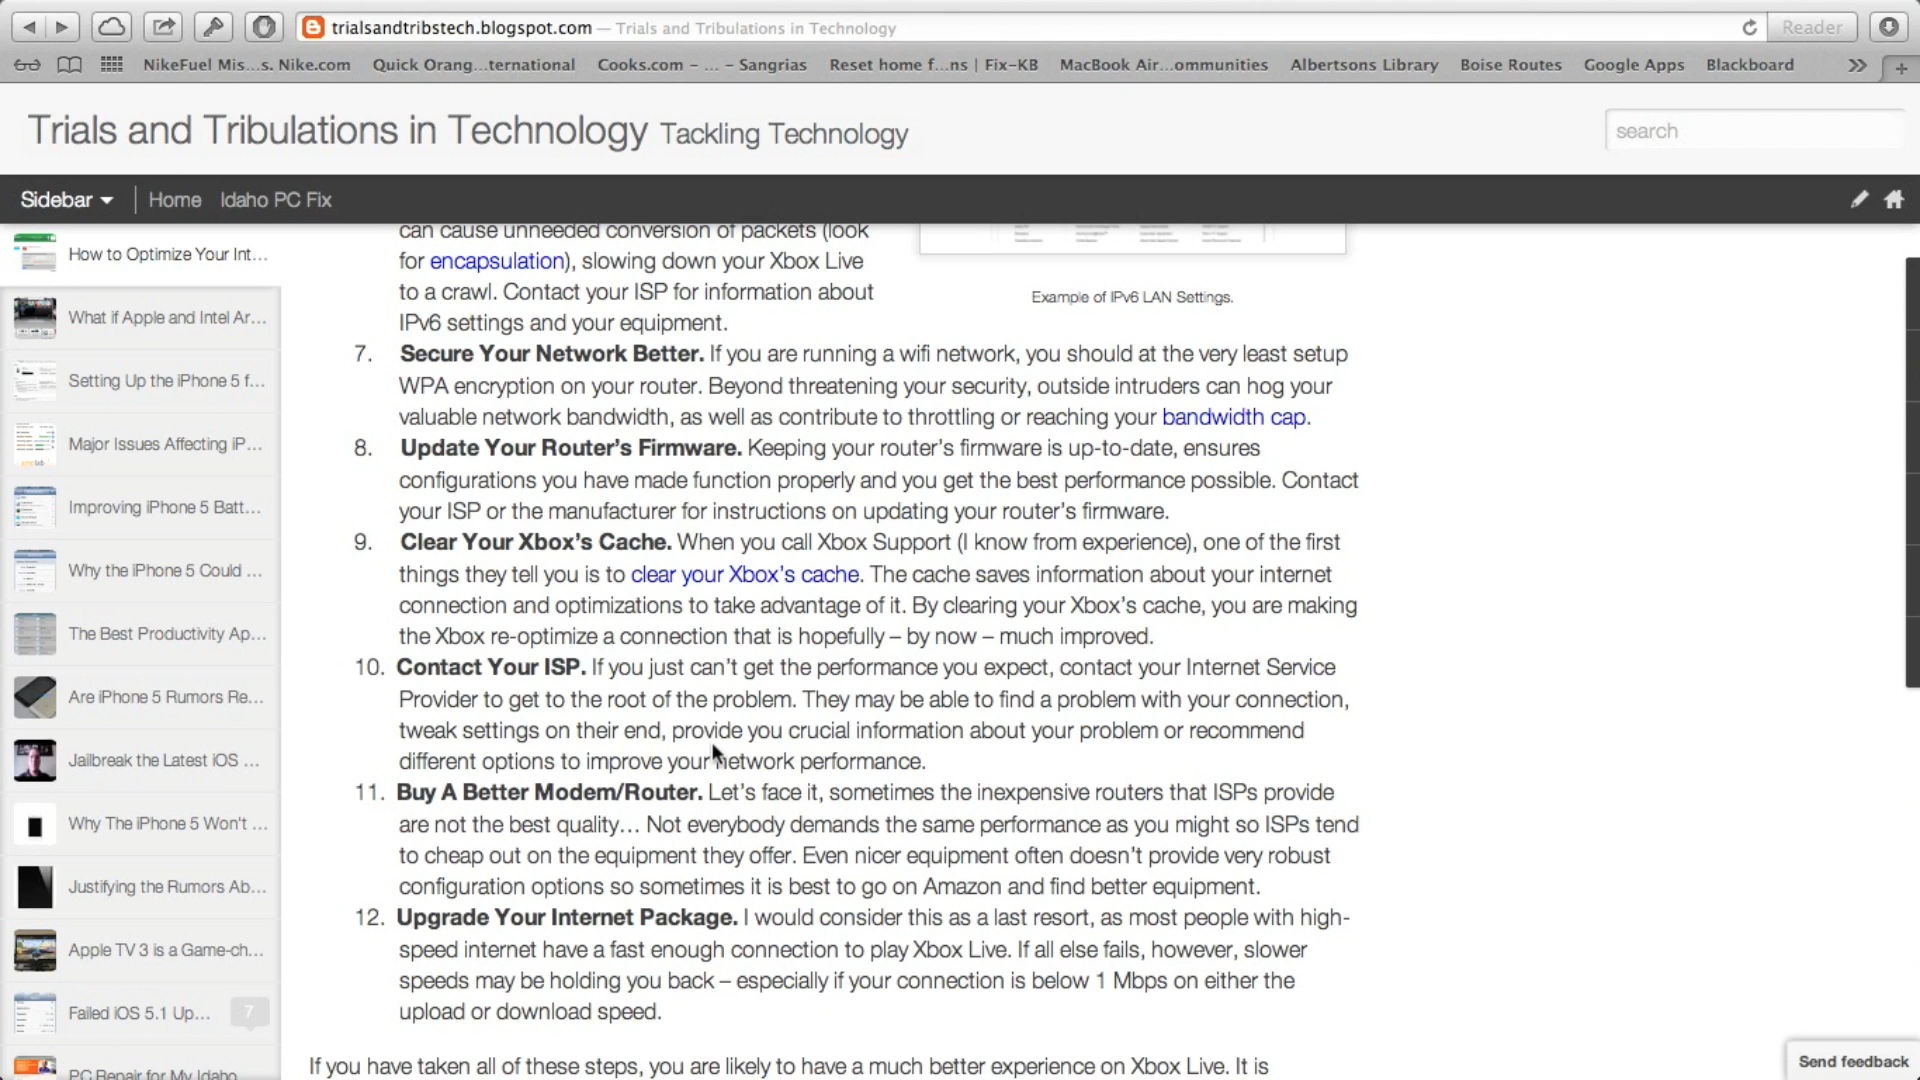 trialsandtribstech.blogspot.com — Trials and Tribulations in Technology
Reader
NikeFuel Mis...s. Nike.com Quick Orang...ternational Cooks.com – ... – Sangrias Reset home f...ns | Fix-KB MacBook Air...ommunities Albertsons Library Boise Routes Google Apps Blackboard
Trials and Tribulations in Technology Tackling Technology
search
Sidebar Home Idaho PC Fix
How to Optimize Your Int...
What if Apple and Intel Ar...
Setting Up the iPhone 5 f...
Major Issues Affecting iP...
Improving iPhone 5 Batt...
Why the iPhone 5 Could ...
The Best Productivity Ap...
Are iPhone 5 Rumors Re...
Jailbreak the Latest iOS ...
Why The iPhone 5 Won't ...
Justifying the Rumors Ab...
Apple TV 3 is a Game-ch...
Failed iOS 5.1 Up... 7
PC Repair for My Idaho
can cause unneeded conversion of packets (look
for encapsulation), slowing down your Xbox Live
to a crawl. Contact your ISP for information about
IPv6 settings and your equipment.
Example of IPv6 LAN Settings.
7. Secure Your Network Better. If you are running a wifi network, you should at the very least setup
WPA encryption on your router. Beyond threatening your security, outside intruders can hog your
valuable network bandwidth, as well as contribute to throttling or reaching your bandwidth cap.
8. Update Your Router's Firmware. Keeping your router's firmware is up-to-date, ensures
configurations you have made function properly and you get the best performance possible. Contact
your ISP or the manufacturer for instructions on updating your router's firmware.
9. Clear Your Xbox's Cache. When you call Xbox Support (I know from experience), one of the first
things they tell you is to clear your Xbox's cache. The cache saves information about your internet
connection and optimizations to take advantage of it. By clearing your Xbox's cache, you are making
the Xbox re-optimize a connection that is hopefully – by now – much improved.
10. Contact Your ISP. If you just can't get the performance you expect, contact your Internet Service
Provider to get to the root of the problem. They may be able to find a problem with your connection,
tweak settings on their end, provide you crucial information about your problem or recommend
different options to improve your network performance.
11. Buy A Better Modem/Router. Let's face it, sometimes the inexpensive routers that ISPs provide
are not the best quality... Not everybody demands the same performance as you might so ISPs tend
to cheap out on the equipment they offer. Even nicer equipment often doesn't provide very robust
configuration options so sometimes it is best to go on Amazon and find better equipment.
12. Upgrade Your Internet Package. I would consider this as a last resort, as most people with high-
speed internet have a fast enough connection to play Xbox Live. If all else fails, however, slower
speeds may be holding you back – especially if your connection is below 1 Mbps on either the
upload or download speed.
If you have taken all of these steps, you are likely to have a much better experience on Xbox Live. It is
Send feedback